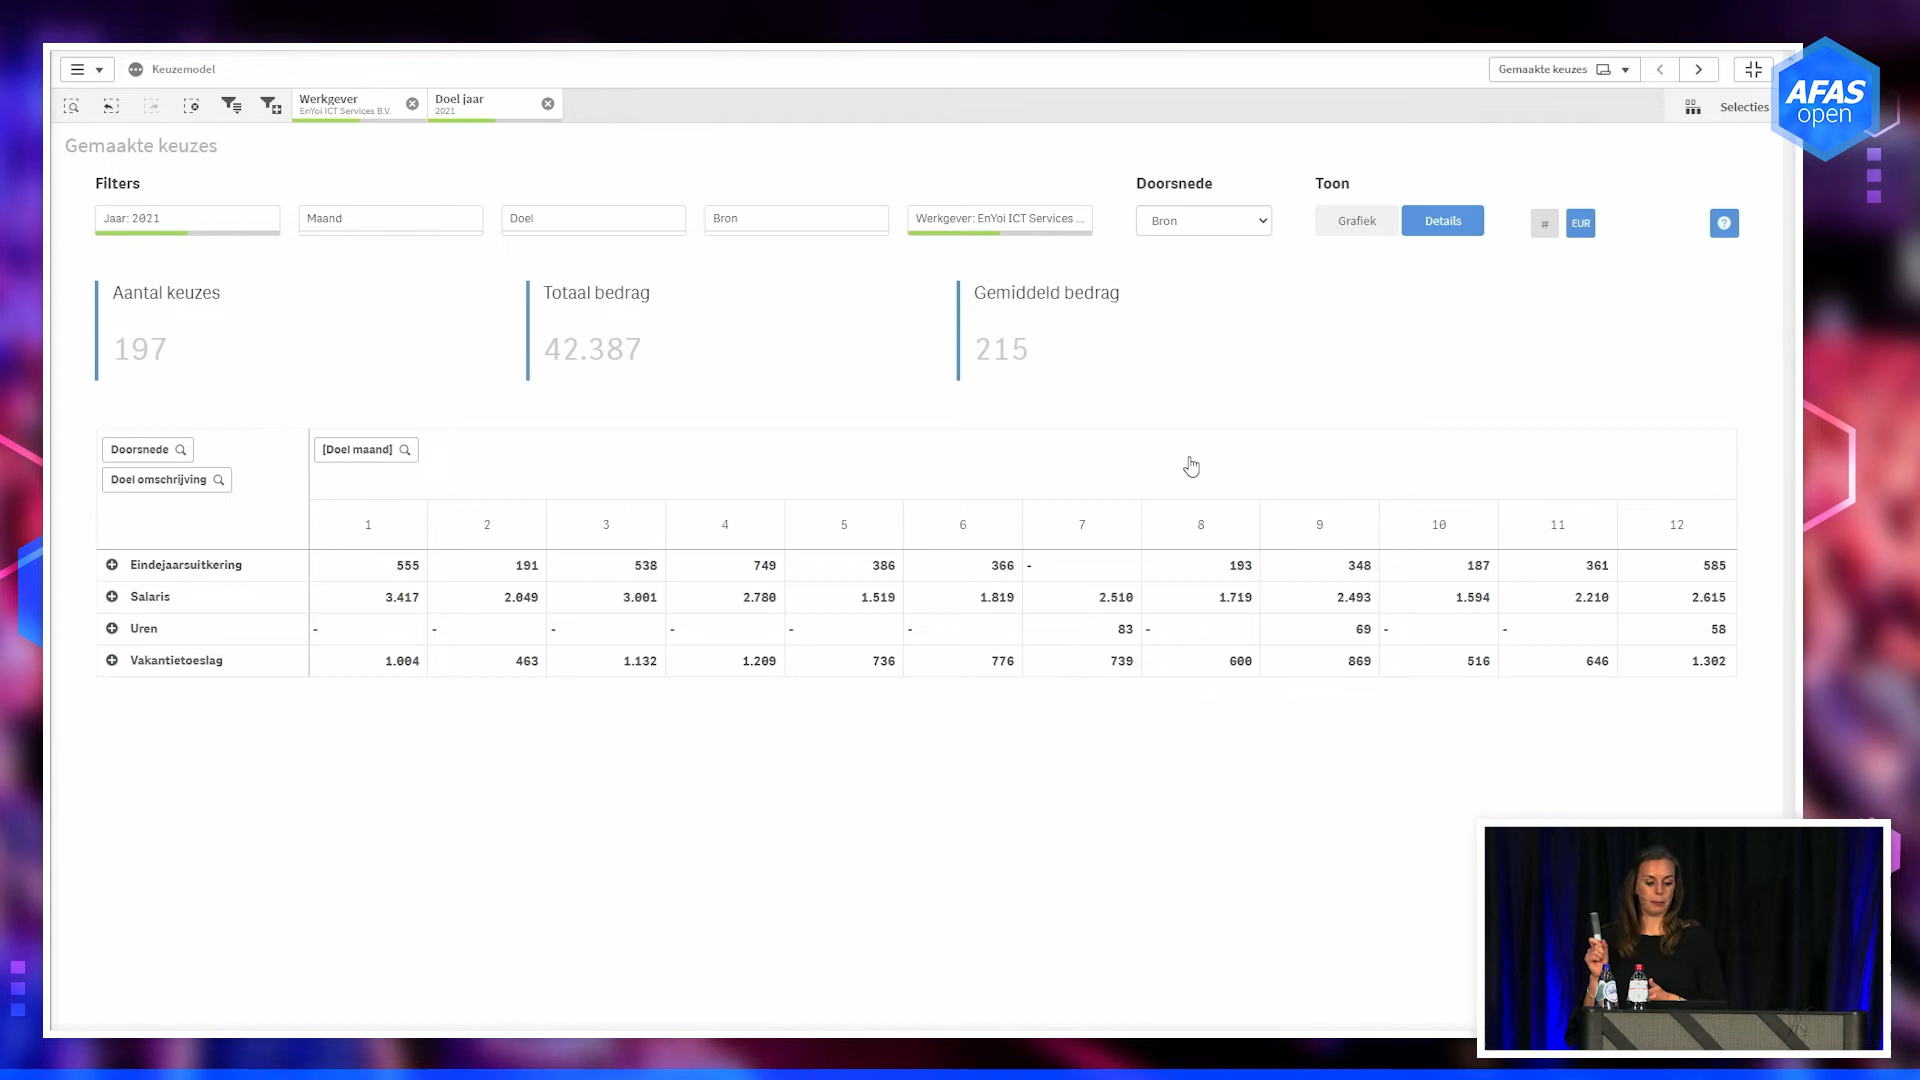 Keuzemodel
Gemaakte keuzes
AFAS
open
Werkgever
EnYoi ICT Services B.V.
Doel jaar
2021
Selecties
Gemaakte keuzes
Filters
Doorsnede
Toon
Jaar: 2021
Maand
Doel
Bron
Werkgever: EnYoi ICT Services ...
Bron
Grafiek
Details
#
EUR
?
Aantal keuzes
Totaal bedrag
Gemiddeld bedrag
197
42.387
215
Doorsnede
[Doel maand]
Doel omschrijving
1 2 3 4 5 6 7 8 9 10 11 12
Eindejaarsuitkering 555 191 538 749 386 366 - 193 348 187 361 585
Salaris 3.417 2.049 3.001 2.780 1.519 1.819 2.510 1.719 2.493 1.594 2.210 2.615
Uren - - - - - - 83 - 69 - - 58
Vakantietoeslag 1.004 463 1.132 1.209 736 776 739 600 869 516 646 1.302